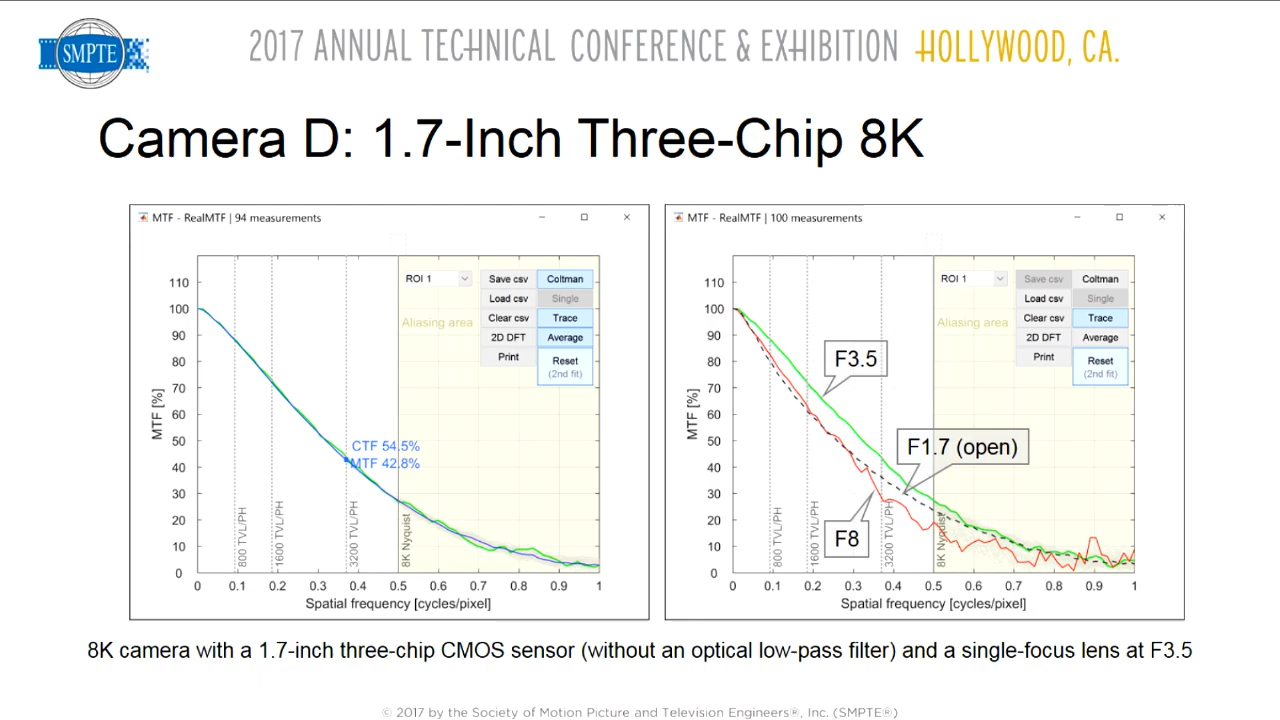 SMPTE
2017 ANNUAL TECHNICAL CONFERENCE & EXHIBITION HOLLYWOOD, CA.
Camera D: 1.7-Inch Three-Chip 8K
MTF - RealMTF | 94 measurements
110
100
90
80
70
60
50
40
30
20
10
0
MTF [%]
0 0.1 0.2 0.3 0.4 0.5 0.6 0.7 0.8 0.9 1
Spatial frequency [cycles/pixel]
800 TVL/PH
1600 TVL/PH
3200 TVL/PH
8K Nyquist
CTF 54.5%
MTF 42.8%
Aliasing area
ROI 1
Save csv Coltman
Load csv Single
Clear csv Trace
2D DFT Average
Print Reset
(2nd fit)
MTF - RealMTF | 100 measurements
110
100
90
80
70
60
50
40
30
20
10
0
MTF [%]
0 0.1 0.2 0.3 0.4 0.5 0.6 0.7 0.8 0.9 1
Spatial frequency [cycles/pixel]
800 TVL/PH
1600 TVL/PH
3200 TVL/PH
8K Nyquist
F3.5
F1.7 (open)
F8
Aliasing area
ROI 1
Save csv Coltman
Load csv Single
Clear csv Trace
2D DFT Average
Print Reset
(2nd fit)
8K camera with a 1.7-inch three-chip CMOS sensor (without an optical low-pass filter) and a single-focus lens at F3.5
© 2017 by the Society of Motion Picture and Television Engineers®, Inc. (SMPTE®)